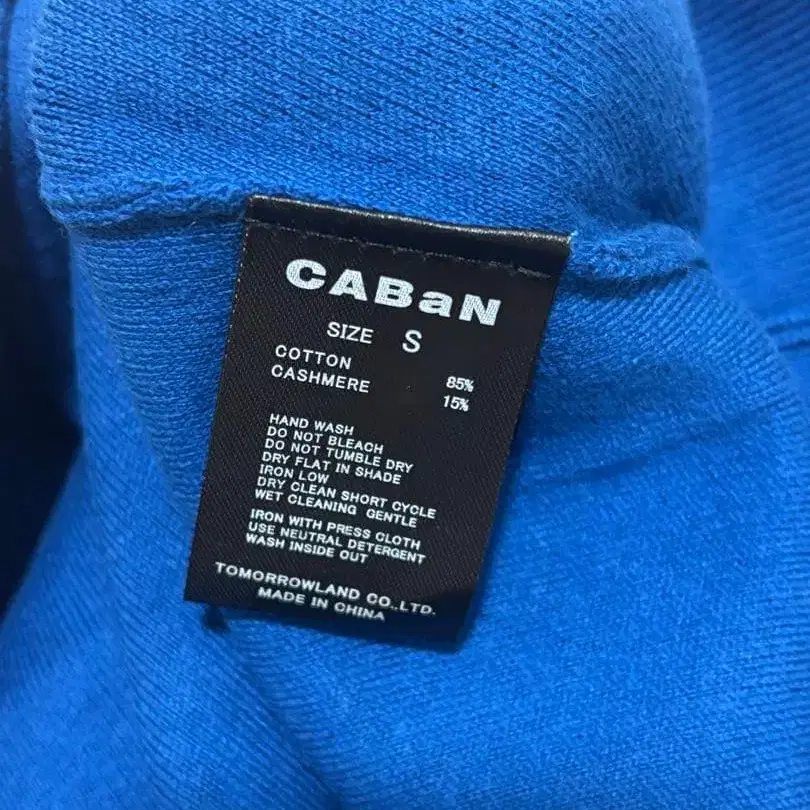 CABaN
SIZE S
COTTON 85%
CASHMERE 15%
HAND WASH
DO NOT BLEACH
DO NOT TUMBLE DRY
DRY FLAT IN SHADE
IRON LOW
DRY CLEAN SHORT CYCLE
WET CLEANING GENTLE
IRON WITH PRESS CLOTH
USE NEUTRAL DETERGENT
WASH INSIDE OUT
TOMORROWLAND CO.,LTD.
MADE IN CHINA